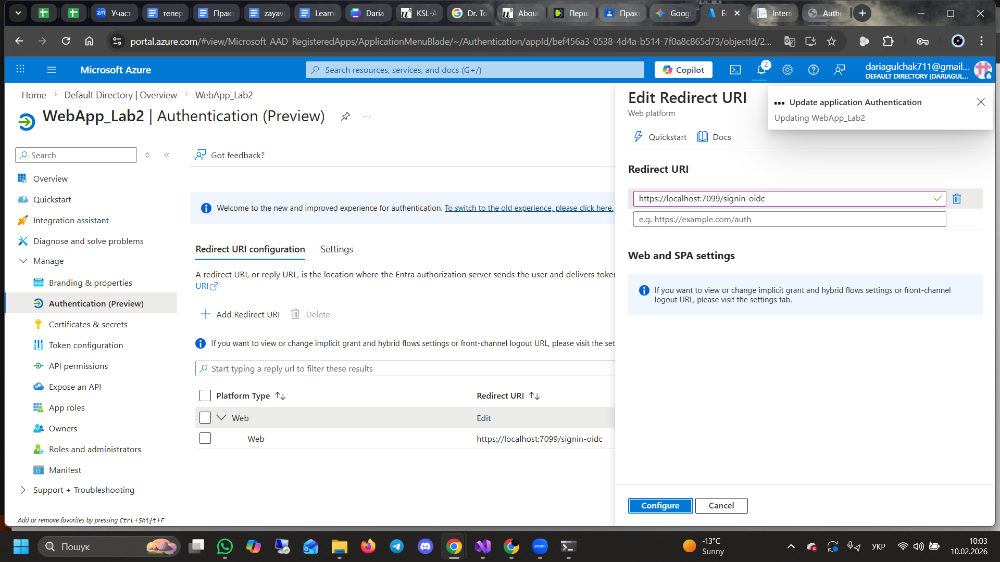 Участ
тепер
Практ
zayav
Learni
Daria
KSL-A
Dr. To
About
Перш
Практ
Goog
Intern
Authe
portal.azure.com/#view/Microsoft_AAD_RegisteredApps/ApplicationMenuBlade/~/Authentication/appId/bef456a3-0538-4d4a-b514-7f0a8c865d73/objectId/2...
Microsoft Azure
Search resources, services, and docs (G+/)
Copilot
2
dariagulchak711@gmail...
DEFAULT DIRECTORY (DARIAGUL...
Home
Default Directory | Overview
WebApp_Lab2
WebApp_Lab2 | Authentication (Preview)
Search
Got feedback?
Overview
Quickstart
Integration assistant
Diagnose and solve problems
Manage
Branding & properties
Authentication (Preview)
Certificates & secrets
Token configuration
API permissions
Expose an API
App roles
Owners
Roles and administrators
Manifest
Support + Troubleshooting
Add or remove favorites by pressing Ctrl+Shift+F
Welcome to the new and improved experience for authentication. To switch to the old experience, please click here.
Redirect URI configuration
Settings
A redirect URI, or reply URL, is the location where the Entra authorization server sends the user and delivers toker
URI
Add Redirect URI
Delete
If you want to view or change implicit grant and hybrid flows settings or front-channel logout URL, please visit the set
Start typing a reply url to filter these results
Platform Type
Redirect URI
Web
Edit
Web
https://localhost:7099/signin-oidc
Edit Redirect URI
Web platform
Quickstart
Docs
Update application Authentication
Updating WebApp_Lab2
Redirect URI
https://localhost:7099/signin-oidc
e.g. https://example.com/auth
Web and SPA settings
If you want to view or change implicit grant and hybrid flows settings or front-channel
logout URL, please visit the settings tab.
Configure
Cancel
Пошук
zoom
-13°C
Sunny
УКР
10:03
10.02.2026